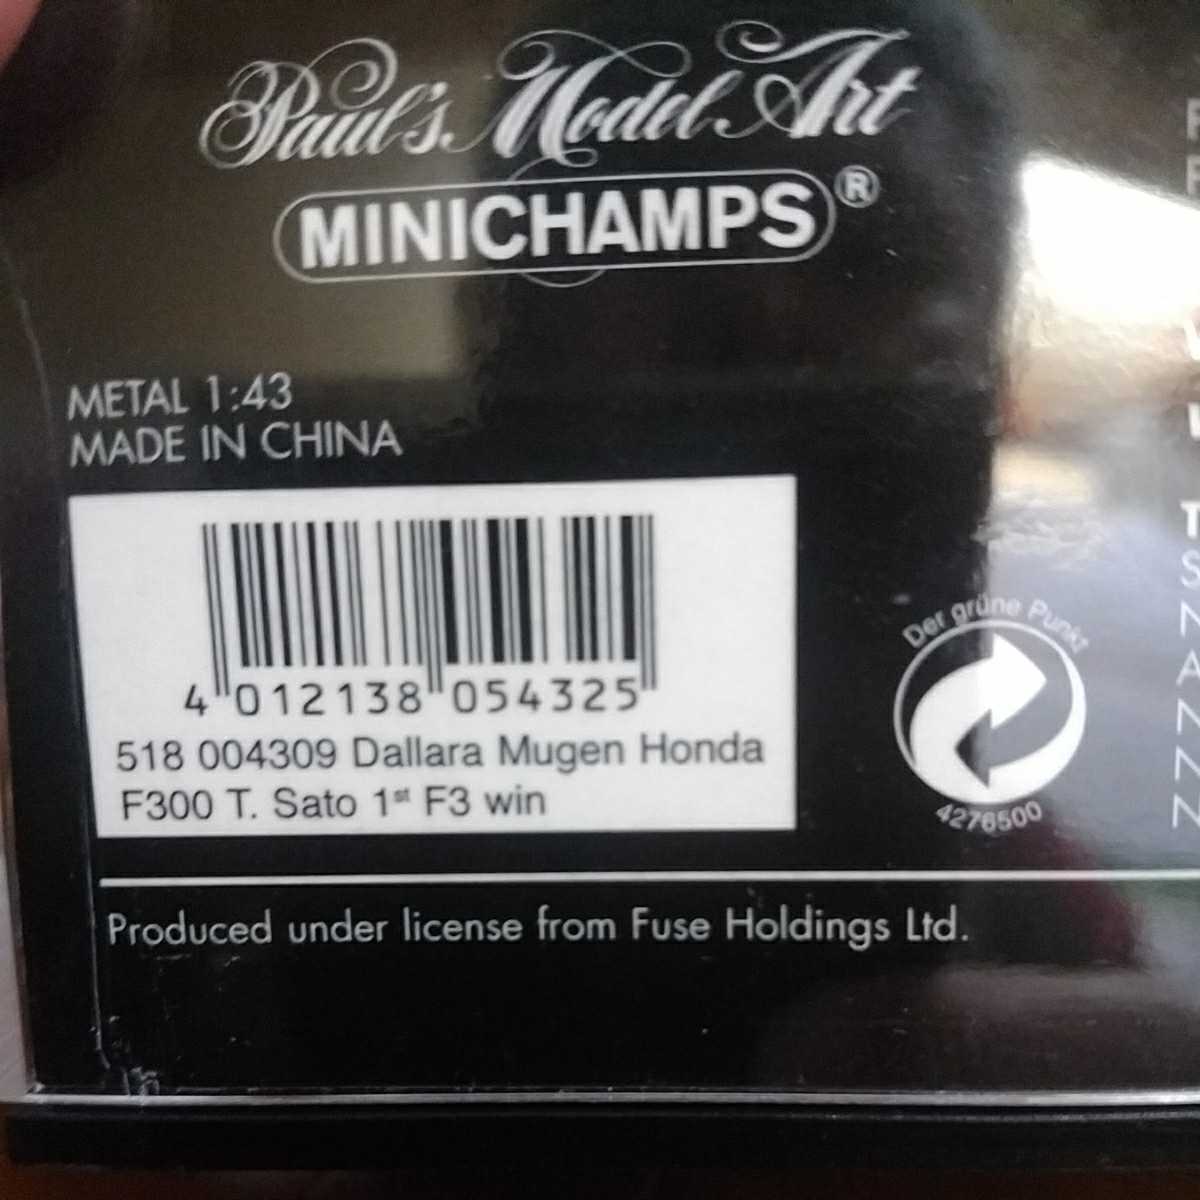 Paul's Model Art
MINICHAMPS®
METAL 1:43
MADE IN CHINA
4 012138 054325
518 004309 Dallara Mugen Honda
F300 T. Sato 1st F3 win
Der grüne Punkt
4276500
Produced under license from Fuse Holdings Ltd.